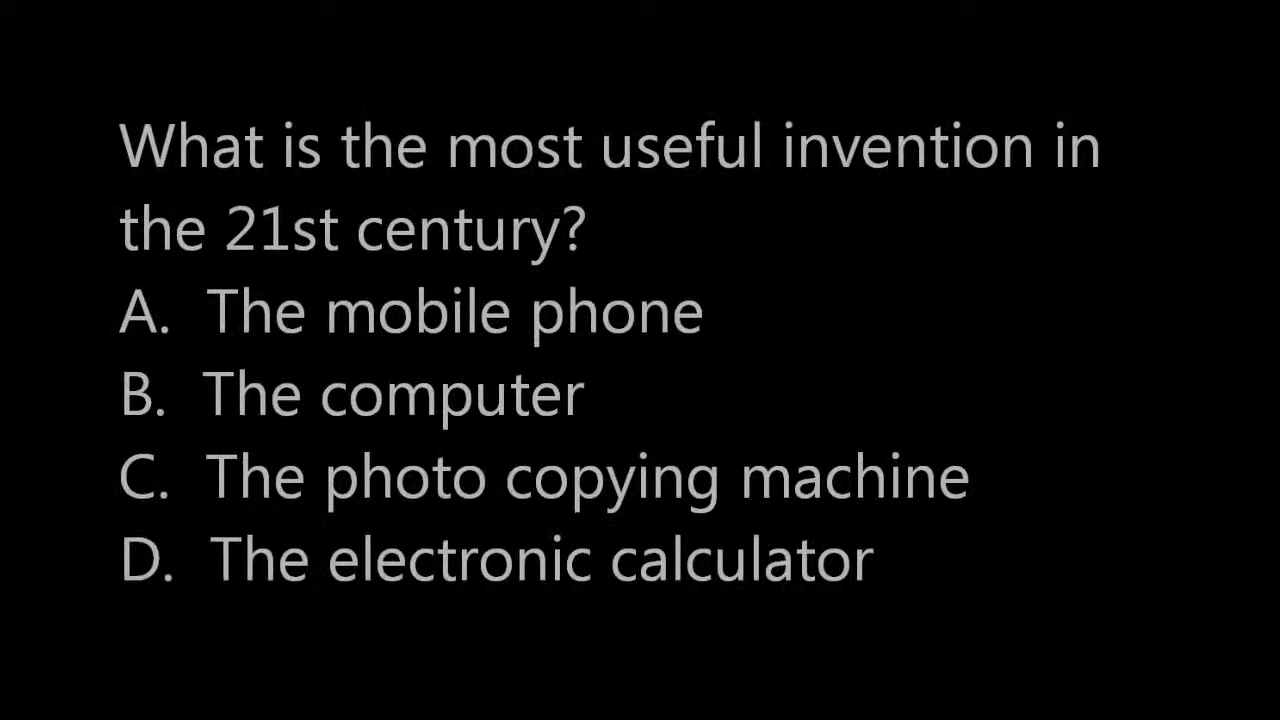 What is the most useful invention in
the 21st century?
A. The mobile phone
B. The computer
C. The photo copying machine
D. The electronic calculator